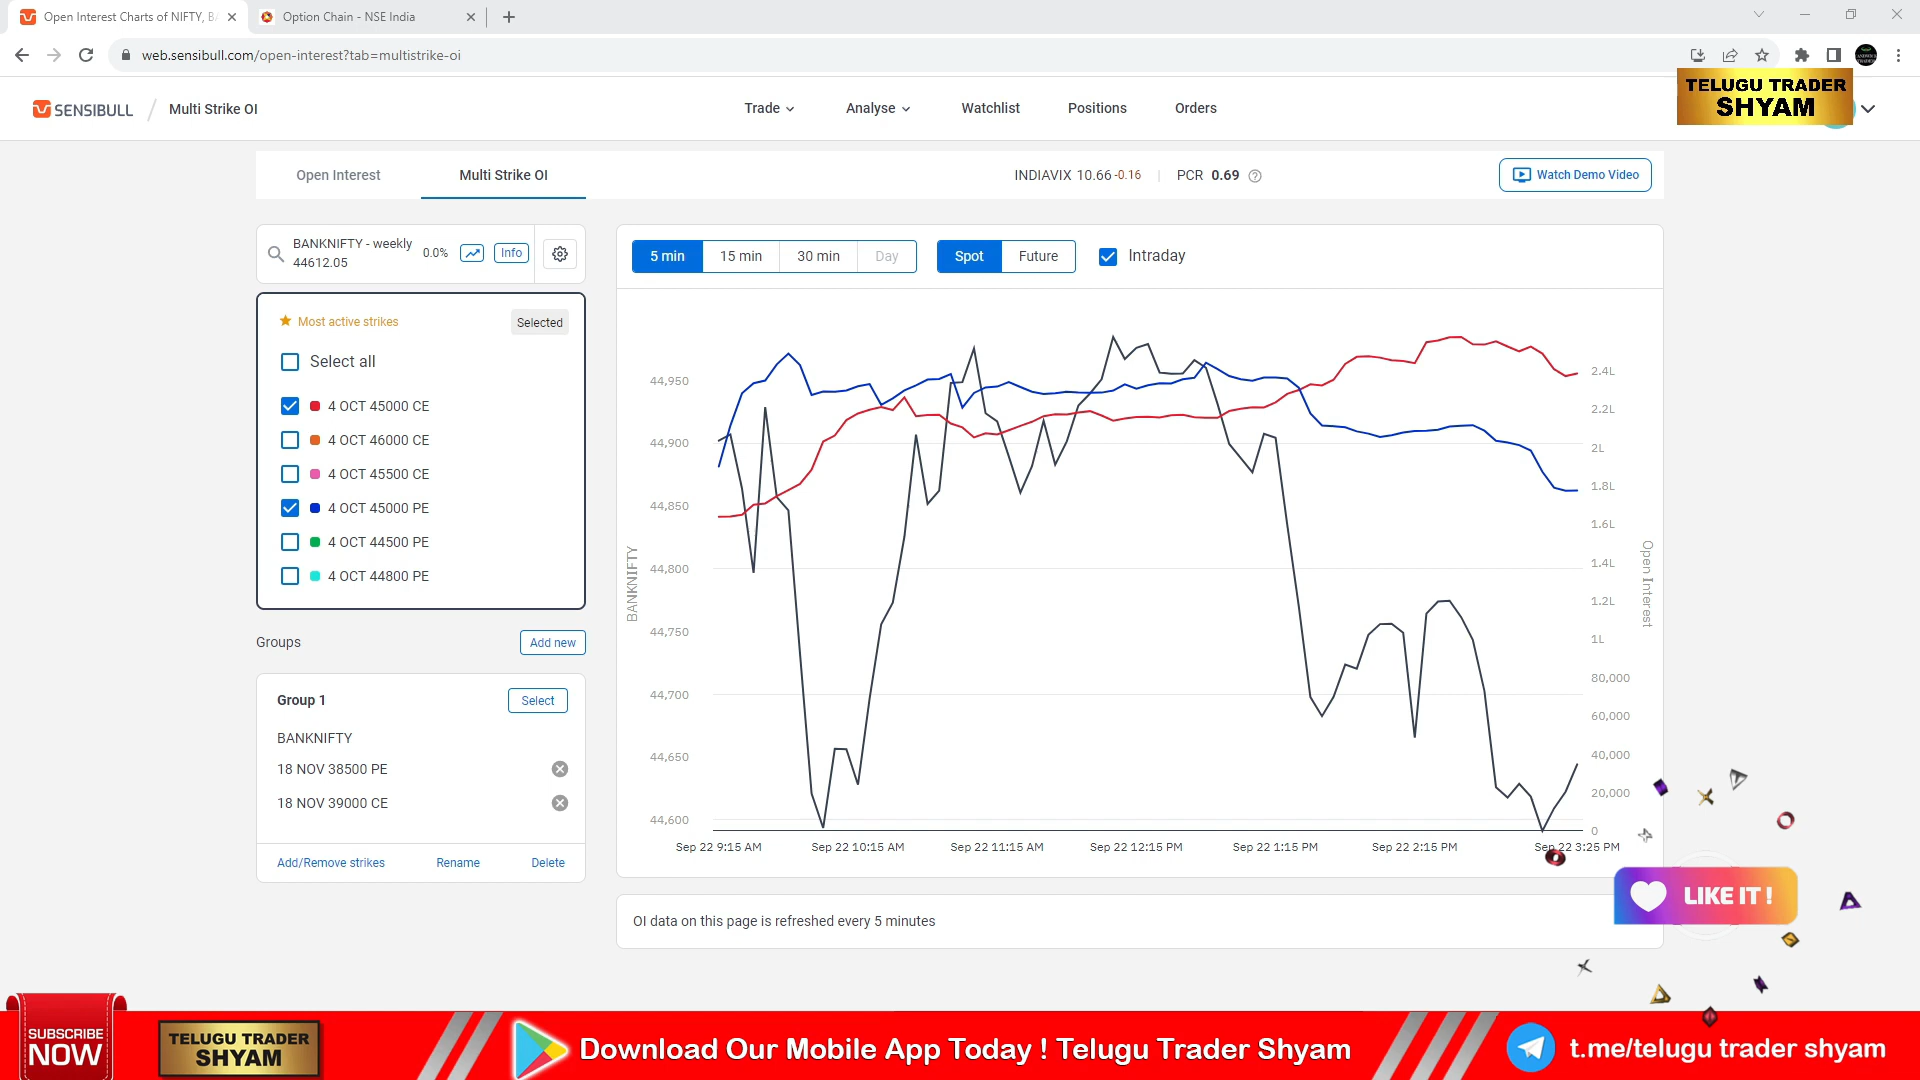 Open Interest Charts of NIFTY, BA
Option Chain - NSE India
web.sensibull.com/open-interest?tab=multistrike-oi
SENSIBULL
Multi Strike OI
Trade
Analyse
Watchlist
Positions
Orders
TELUGU TRADER
SHYAM
Open Interest
Multi Strike OI
INDIAVIX 10.66 -0.16
PCR 0.69
Watch Demo Video
BANKNIFTY - weekly
44612.05
0.0%
Info
5 min
15 min
30 min
Day
Spot
Future
Intraday
Most active strikes
Selected
Select all
4 OCT 45000 CE
4 OCT 46000 CE
4 OCT 45500 CE
4 OCT 45000 PE
4 OCT 44500 PE
4 OCT 44800 PE
Groups
Add new
Group 1
Select
BANKNIFTY
18 NOV 38500 PE
18 NOV 39000 CE
Add/Remove strikes
Rename
Delete
BANKNIFTY
44,950
44,900
44,850
44,800
44,750
44,700
44,650
44,600
2.4L
2.2L
2L
1.8L
1.6L
1.4L
1.2L
1L
80,000
60,000
40,000
20,000
0
Open Interest
Sep 22 9:15 AM
Sep 22 10:15 AM
Sep 22 11:15 AM
Sep 22 12:15 PM
Sep 22 1:15 PM
Sep 22 2:15 PM
Sep 22 3:25 PM
OI data on this page is refreshed every 5 minutes
LIKE IT !
SUBSCRIBE
NOW
TELUGU TRADER
SHYAM
Download Our Mobile App Today ! Telugu Trader Shyam
t.me/telugu trader shyam